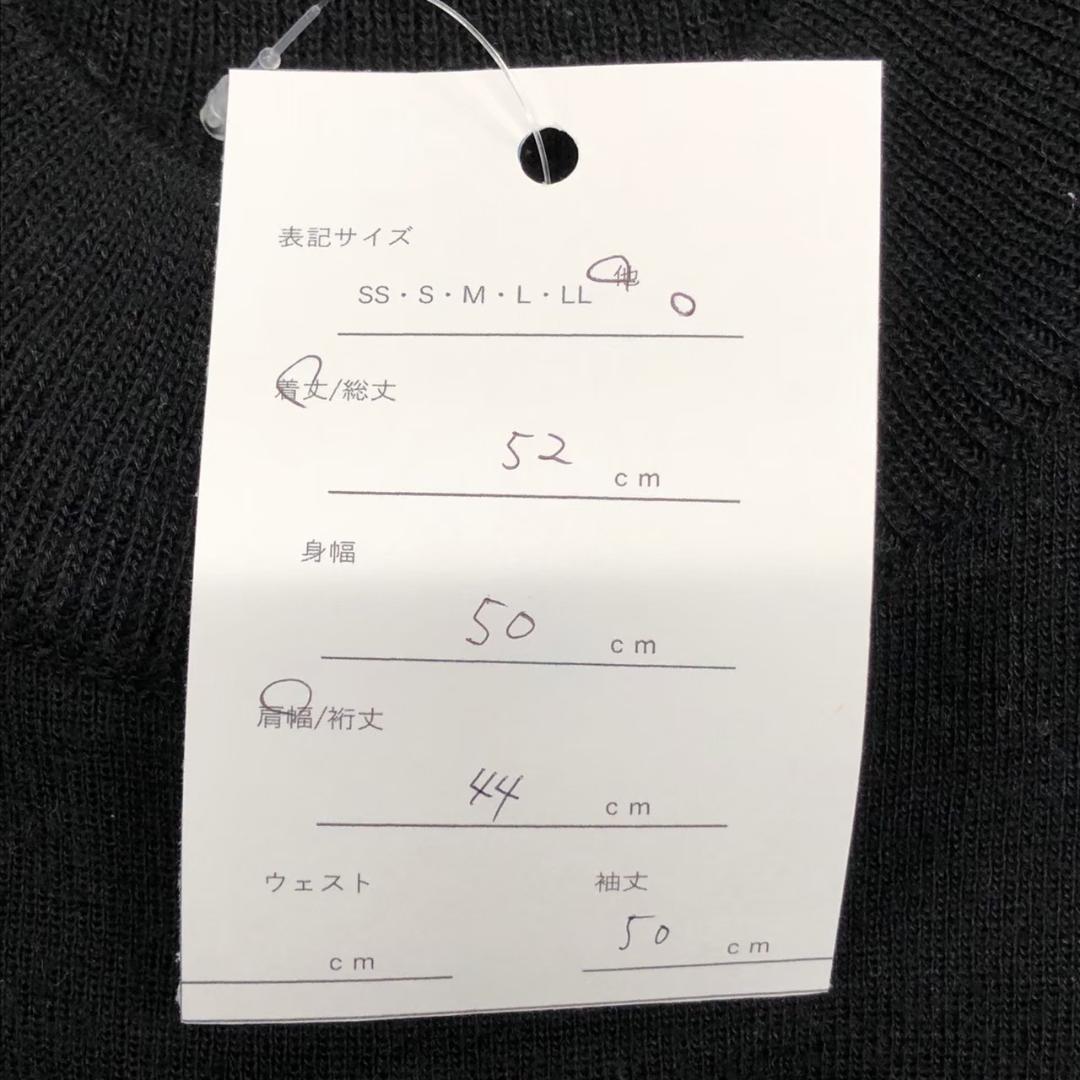 表記サイズ
SS・S・M・L・LL 他 0
着丈/総丈
52 cm
身幅
50 cm
肩幅/裄丈
44 cm
ウェスト 袖丈
cm 50 cm